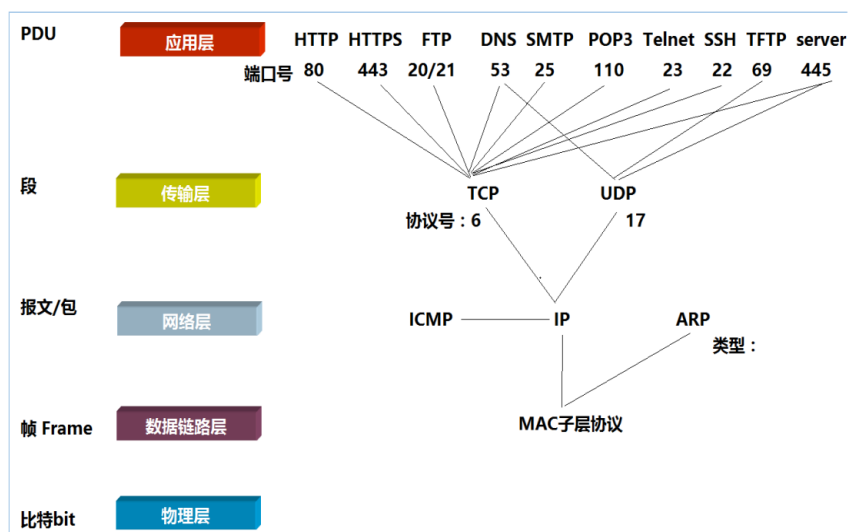 PDU 应用层 HTTP HTTPS FTP DNS SMTP POP3 Telnet SSH TFTP server
端口号 80 443 20/21 53 25 110 23 22 69 445
段 传输层 TCP UDP
协议号：6 17
报文/包 网络层 ICMP IP ARP
类型：
帧 Frame 数据链路层 MAC子层协议
比特bit 物理层